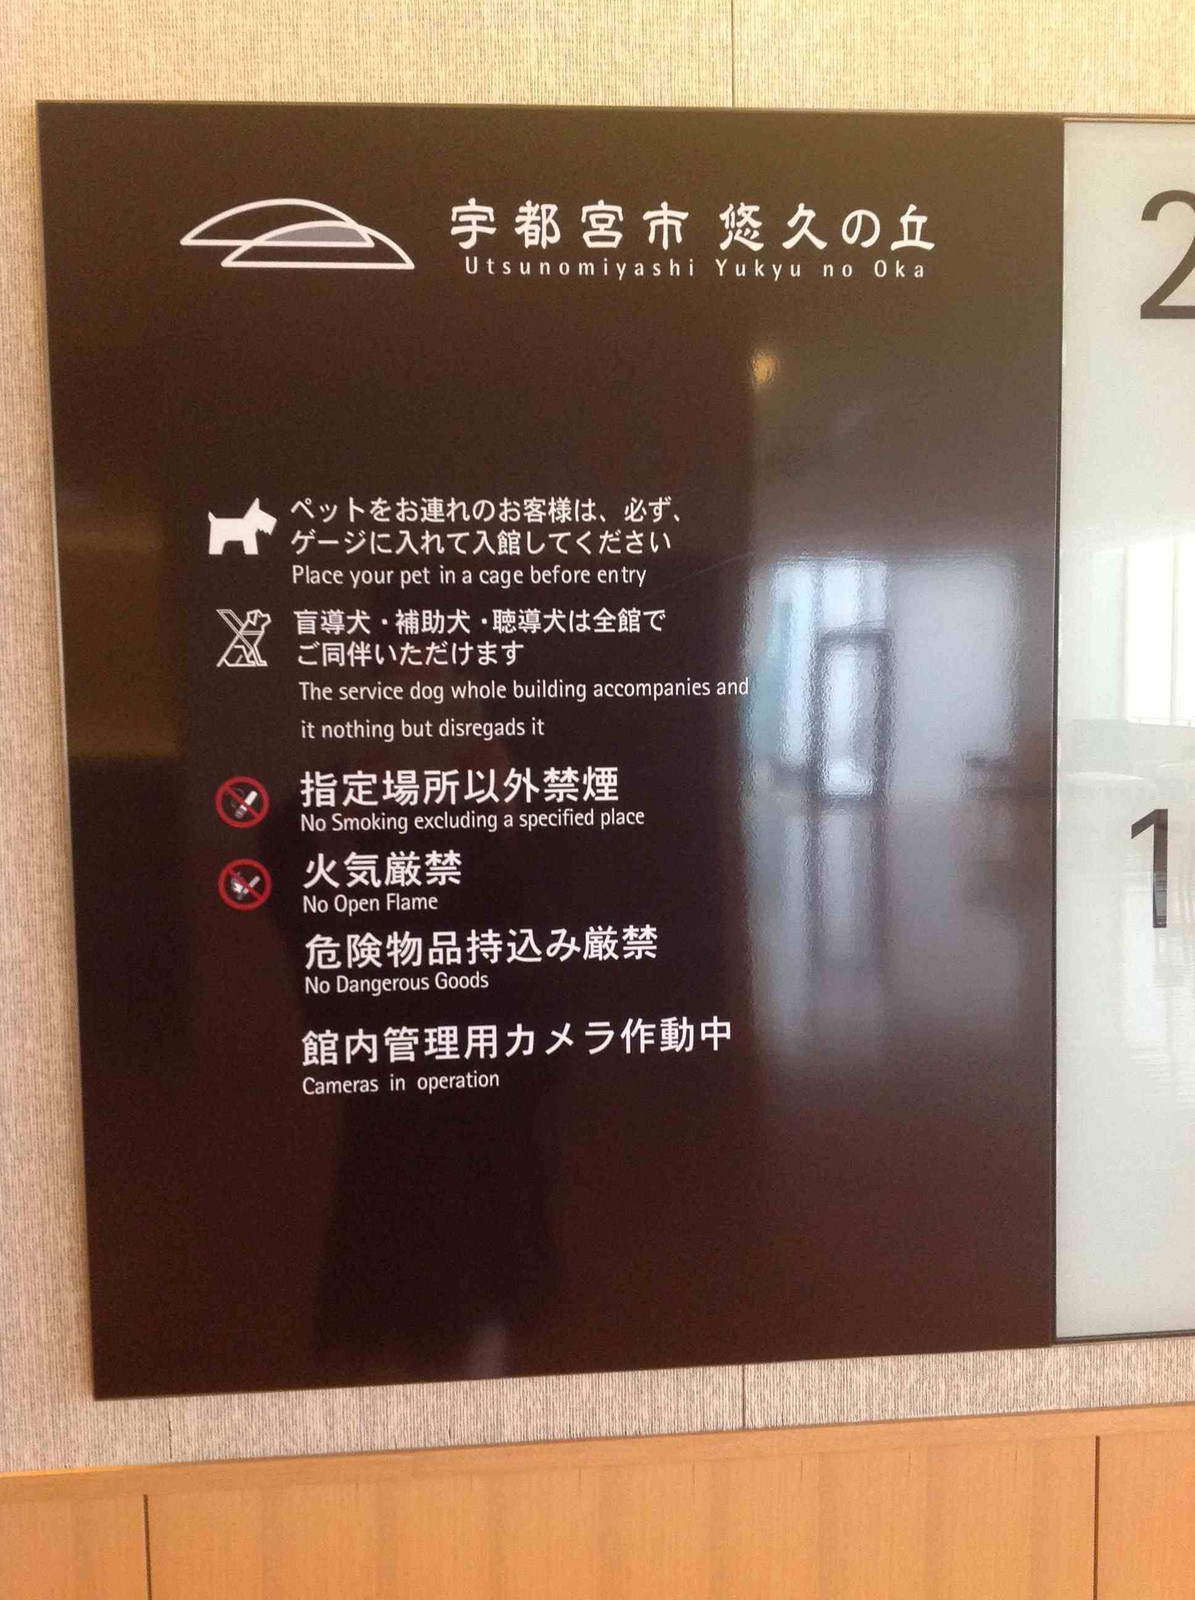 宇都宮市 悠久の丘
Utsunomiyashi Yukyu no Oka
ペットをお連れのお客様は、必ず、
ゲージに入れて入館してください
Place your pet in a cage before entry
盲導犬・補助犬・聴導犬は全館で
ご同伴いただけます
The service dog whole building accompanies and
it nothing but disregads it
指定場所以外禁煙
No Smoking excluding a specified place
火気厳禁
No Open Flame
危険物品持込み厳禁
No Dangerous Goods
館内管理用カメラ作動中
Cameras in operation
2
1